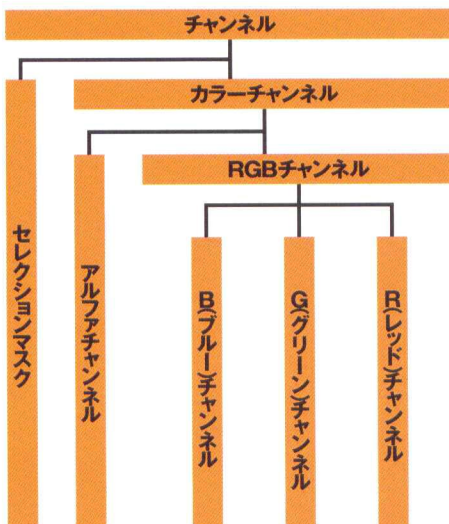 チャンネル
カラーチャンネル
RGBチャンネル
R(レッド)チャンネル
G(グリーン)チャンネル
B(ブルー)チャンネル
アルファチャンネル
セレクションマスク